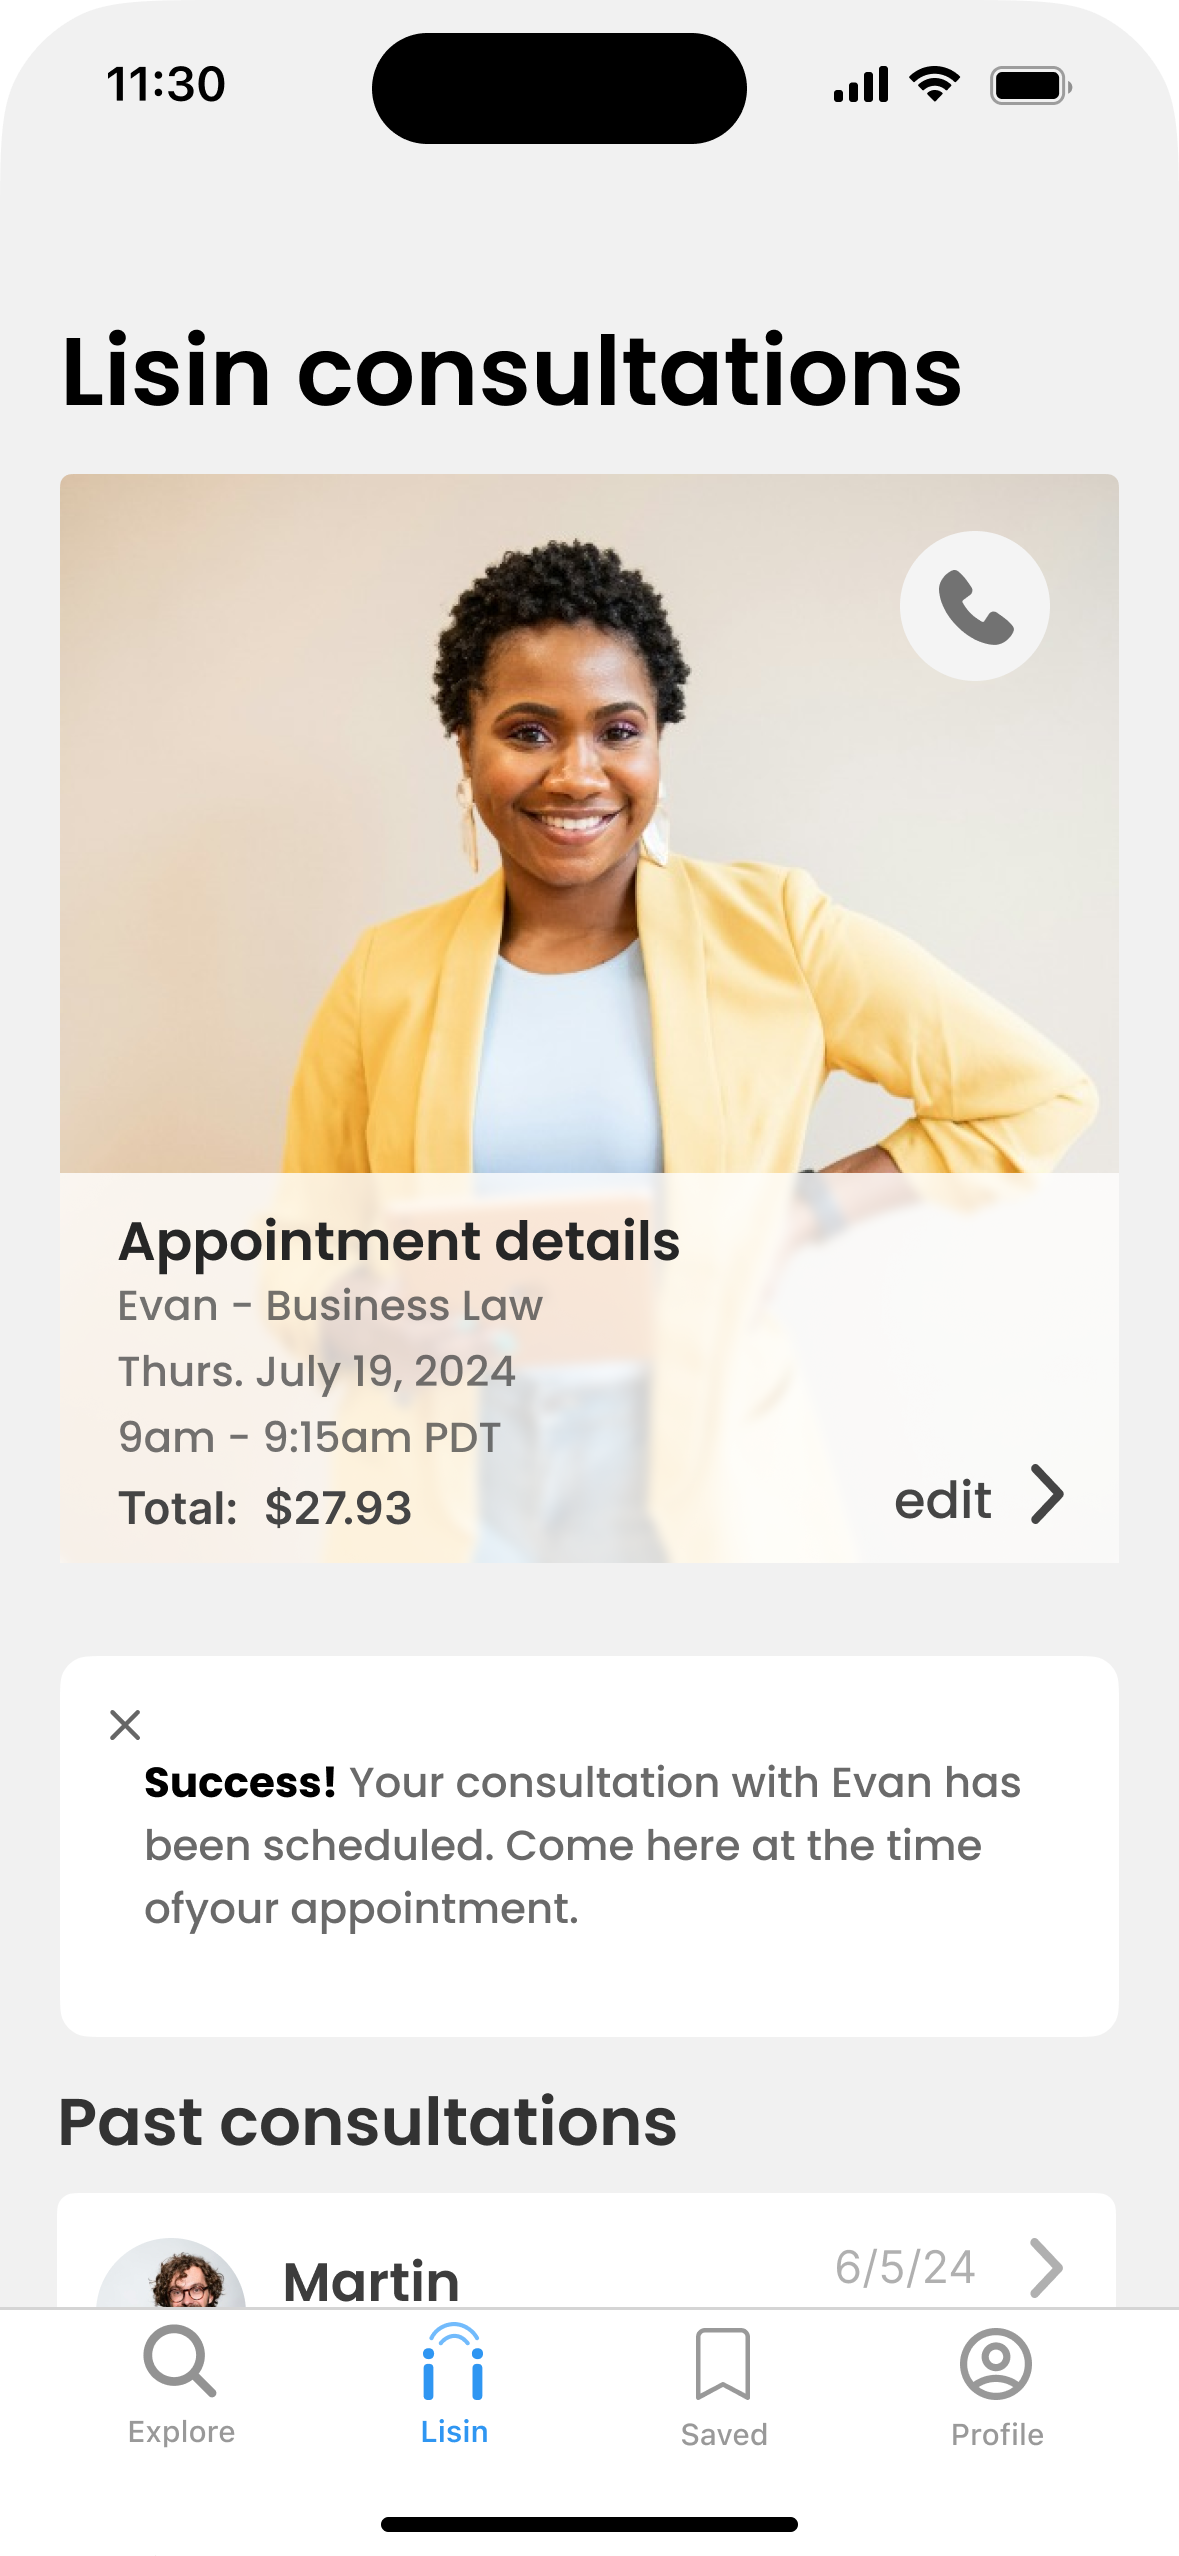 11:30
Lisin consultations
Appointment details
Evan - Business Law
Thurs. July 19, 2024
9am - 9:15am PDT
Total: $27.93
edit
Success! Your consultation with Evan has
been scheduled. Come here at the time
ofyour appointment.
Past consultations
Martin
6/5/24
Explore
Lisin
Saved
Profile